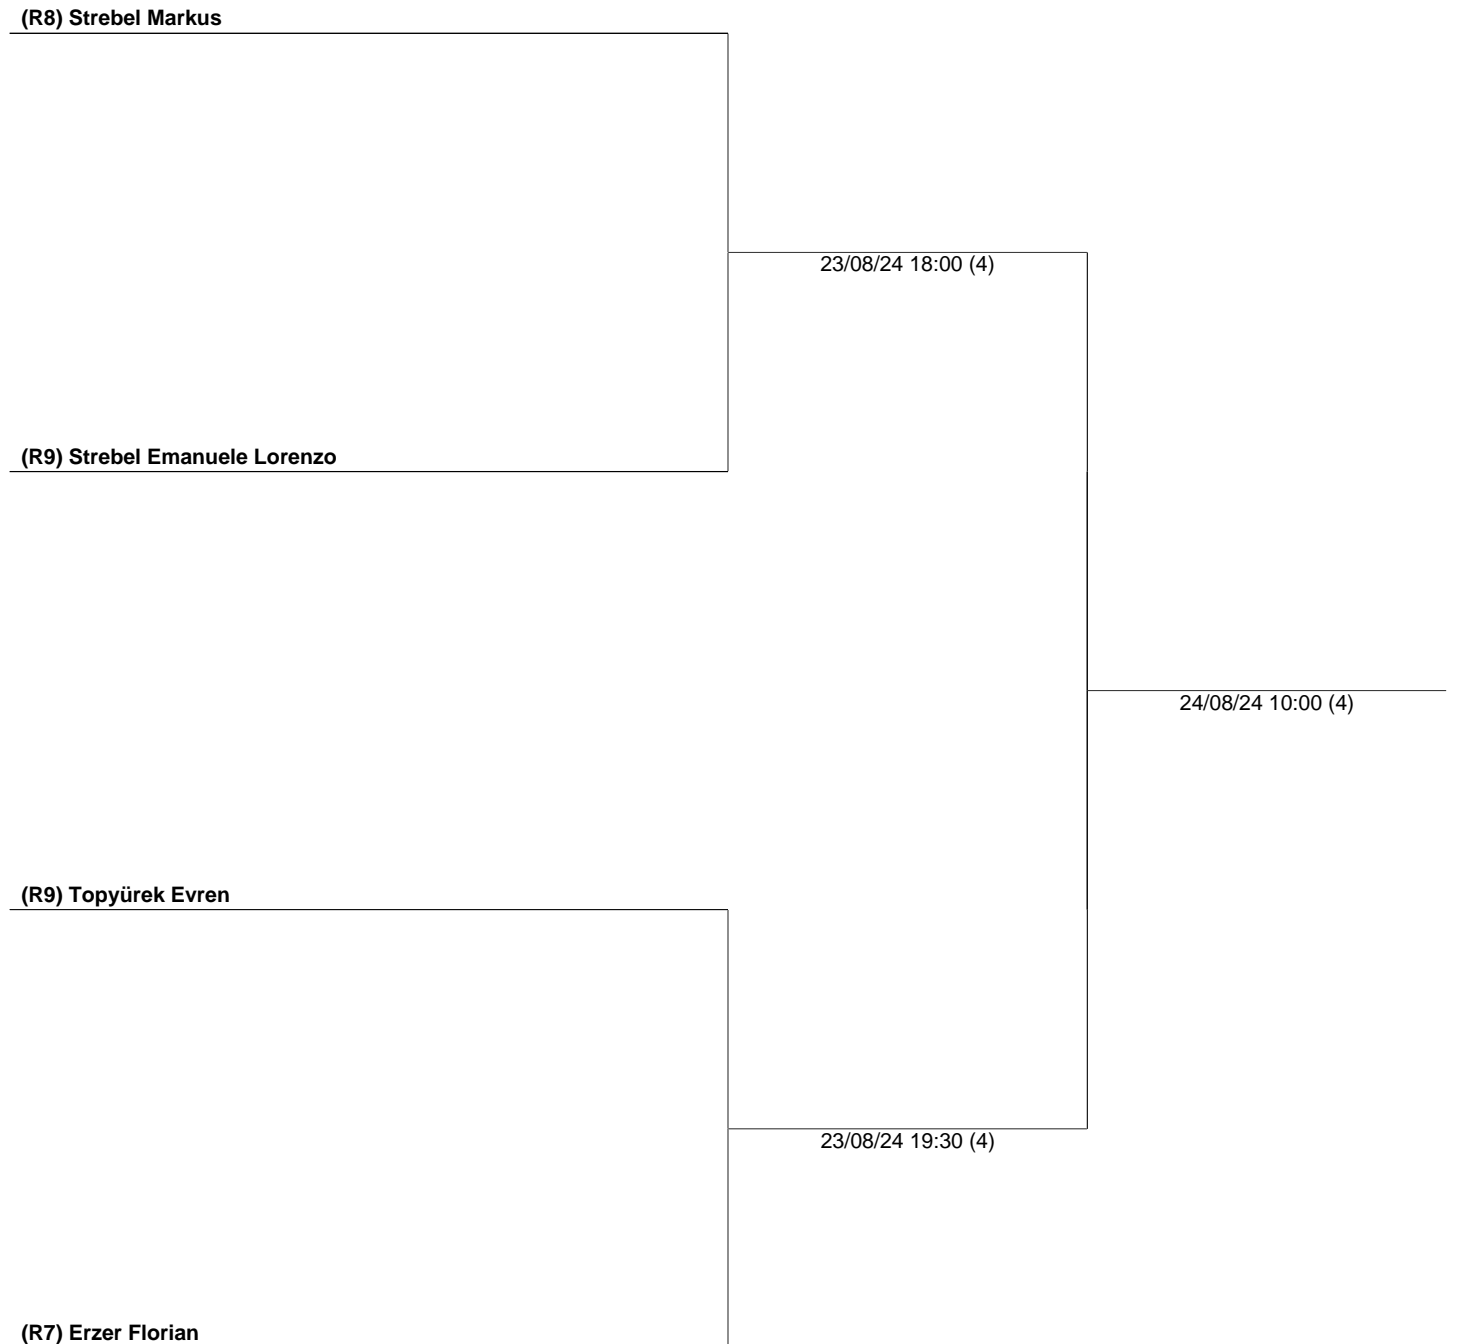 (R8) Strebel Markus
23/08/24 18:00 (4)
(R9) Strebel Emanuele Lorenzo
24/08/24 10:00 (4)
(R9) Topyürek Evren
23/08/24 19:30 (4)
(R7) Erzer Florian